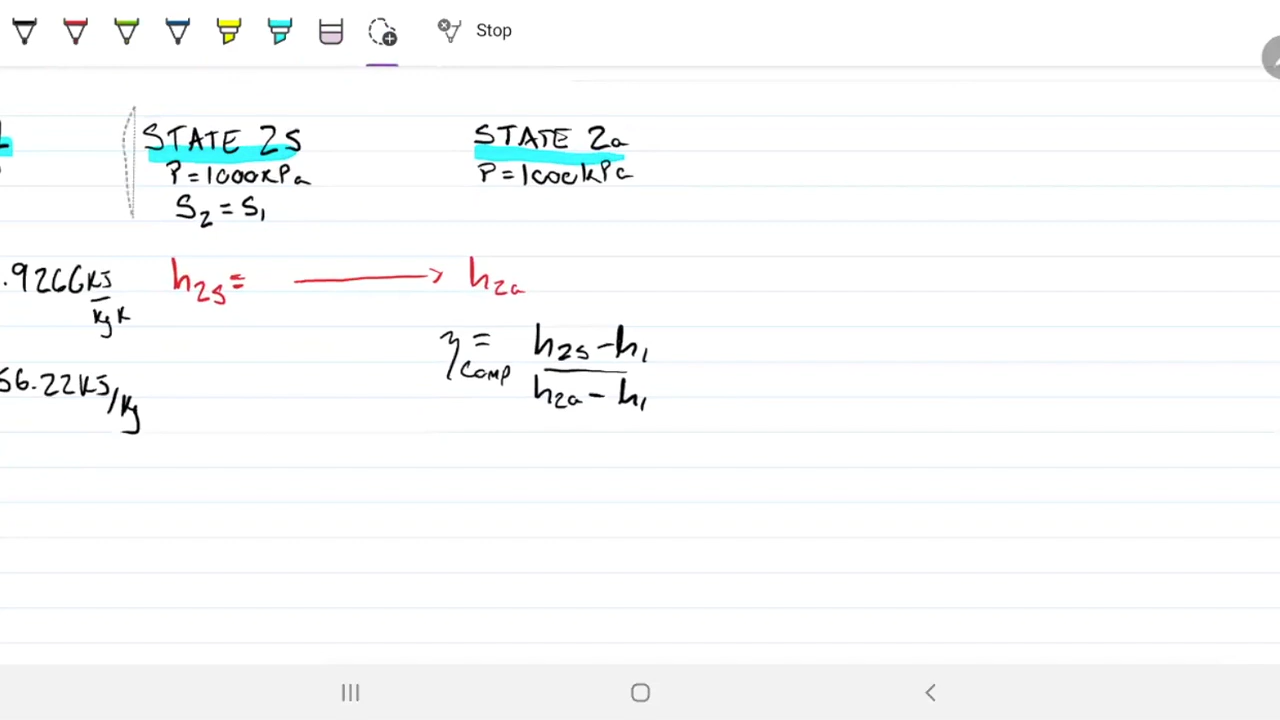 Stop
STATE 2s
P=1000kPa
S₂ = S₁
STATE 2a
P=1000kPa
.9266KJ
kgK
h₂ₛ=
h₂ₐ
56.22KJ/kg
η = h₂ₛ-h₁
comp
h₂ₐ-h₁